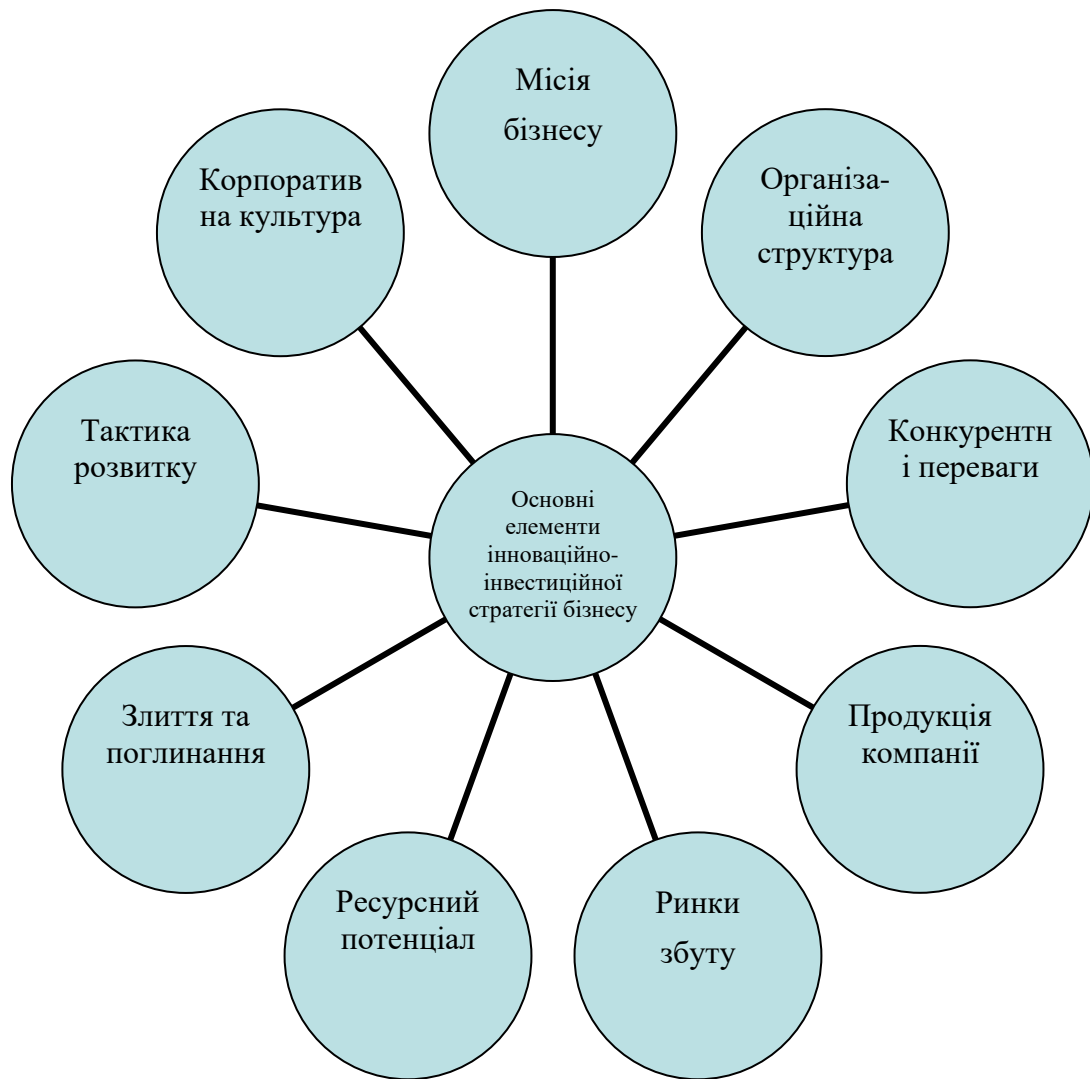 Місія
бізнесу
Організа-
ційна
структура
Корпоратив
на культура
Конкурентн
і переваги
Тактика
розвитку
Основні
елементи
інноваційно-
інвестиційної
стратегії бізнесу
Продукція
компанії
Злиття та
поглинання
Ринки
збуту
Ресурсний
потенціал